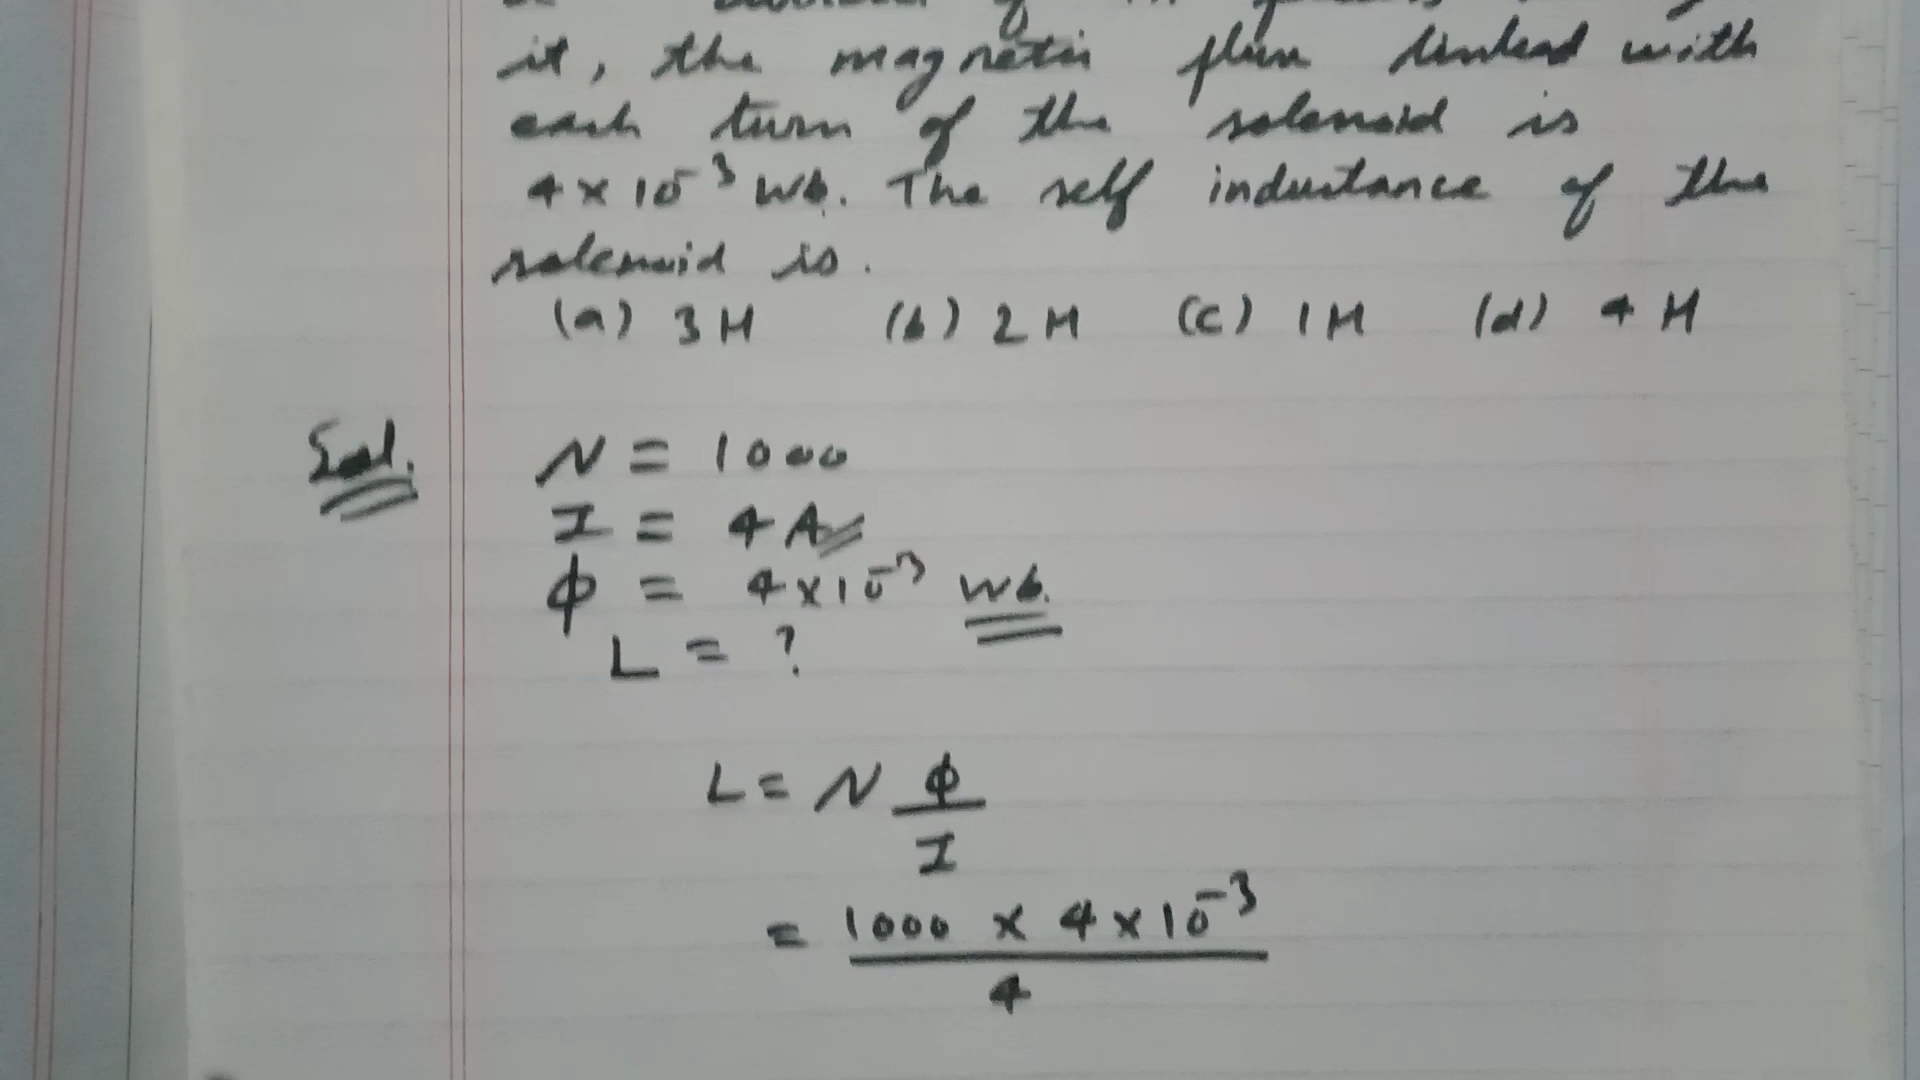 it, the magnetic flux linked with
each turn of the solenoid is
4 × 10⁻³ Wb. The self inductance of the
solenoid is.
(a) 3 H (b) 2 H (c) 1 H (d) 4 H
Sol. N = 1000
I = 4 A
ϕ = 4×10⁻³ Wb.
L = ?
L = N ϕ/I
= 1000 × 4 × 10⁻³ / 4